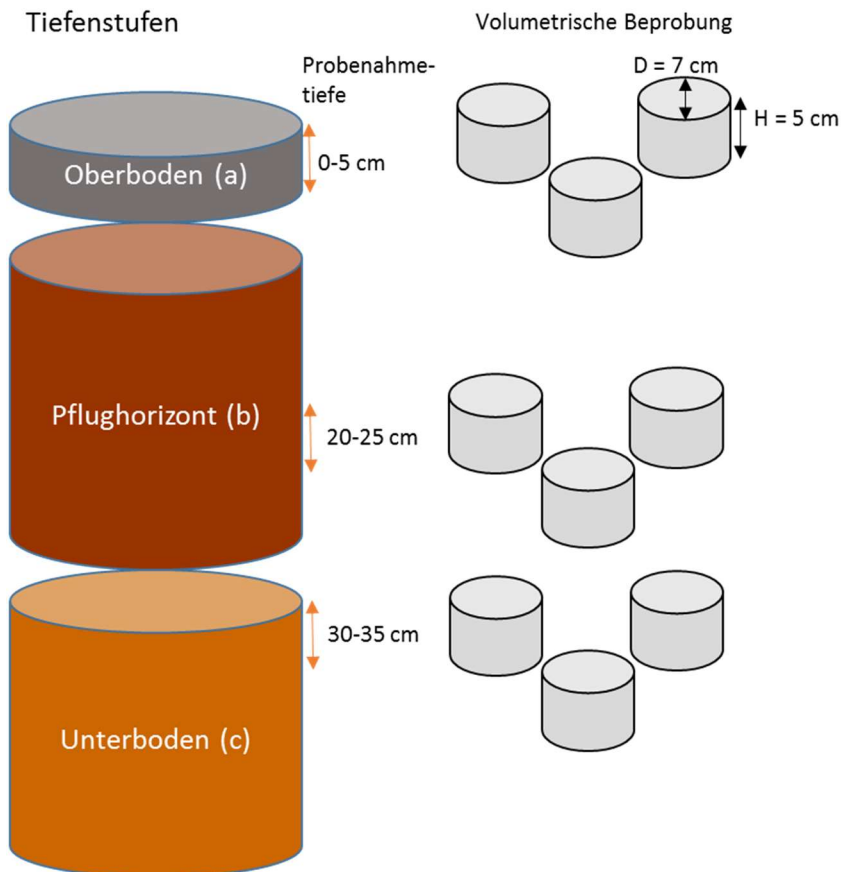 Tiefenstufen
Volumetrische Beprobung
Probenahme-
tiefe
D = 7 cm
H = 5 cm
0-5 cm
Oberboden (a)
Pflughorizont (b)
20-25 cm
30-35 cm
Unterboden (c)